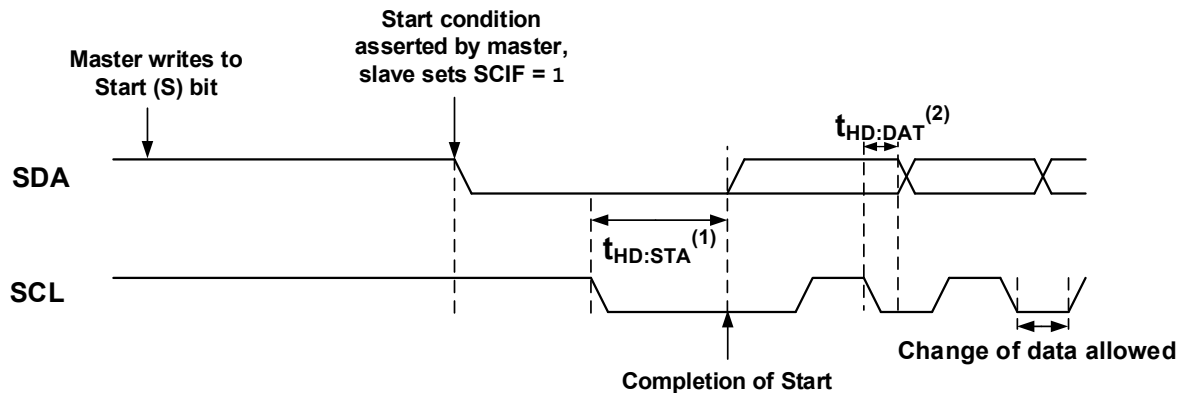 Start condition
asserted by master,
slave sets SCIF = 1
Master writes to
Start (S) bit
tHD:DAT(2)
SDA
tHD:STA(1)
SCL
Change of data allowed
Completion of Start